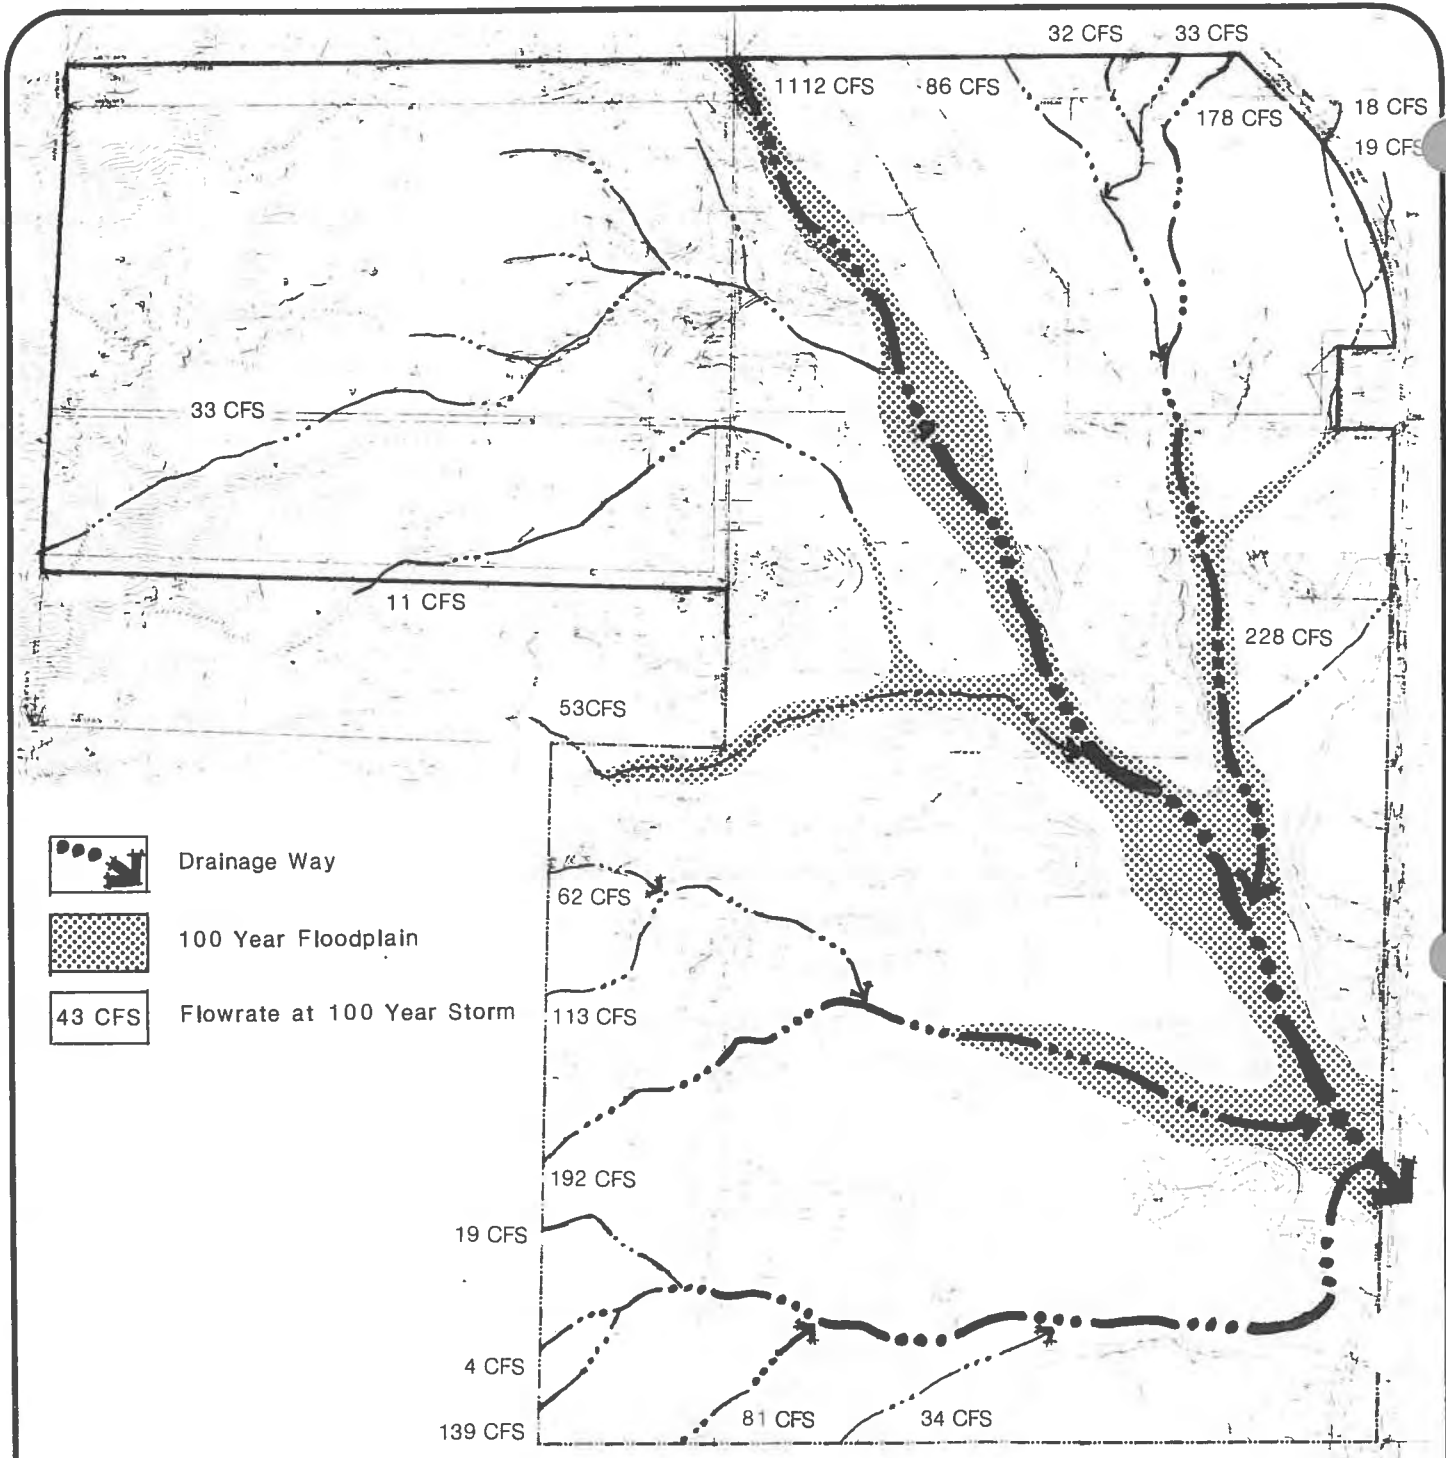 32 CFS
33 CFS
1112 CFS
86 CFS
178 CFS
18 CFS
19 CFS
33 CFS
11 CFS
228 CFS
53CFS
Drainage Way
62 CFS
100 Year Floodplain
43 CFS
Flowrate at 100 Year Storm
113 CFS
192 CFS
19 CFS
4 CFS
81 CFS
34 CFS
139 CFS